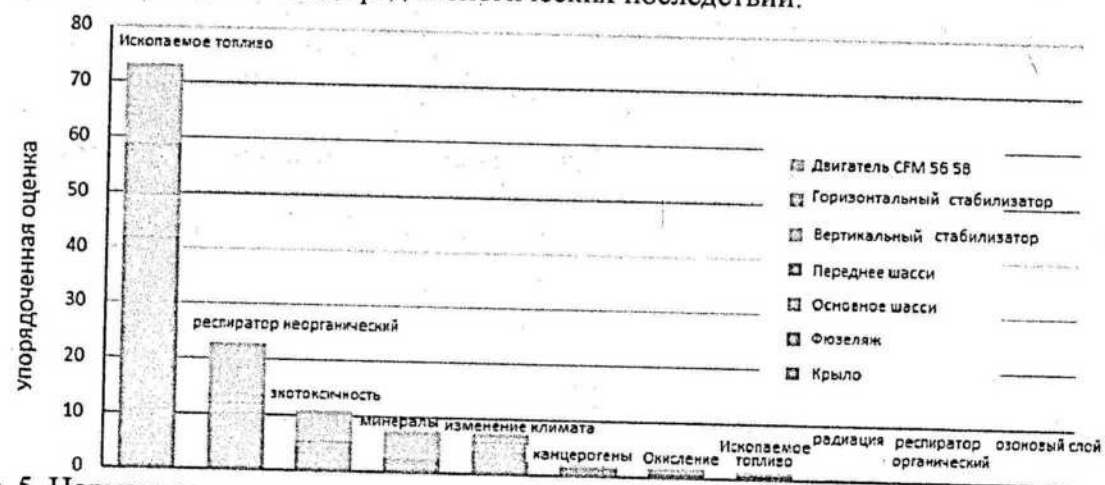 последствий.
80
70
60
50
40
30
20
10
0
Упорядоченная оценка
Ископаемое топливо
респиратор неорганический
экотоксичность
минералы
изменение климата
канцерогены
Окисление
Ископаемое
топливо
радиация
респиратор
органический
озоновый слой
Двигатель CFM 56 5B
Горизонтальный стабилизатор
Вертикальный стабилизатор
Переднее шасси
Основное шасси
Фюзеляж
Крыло
5.